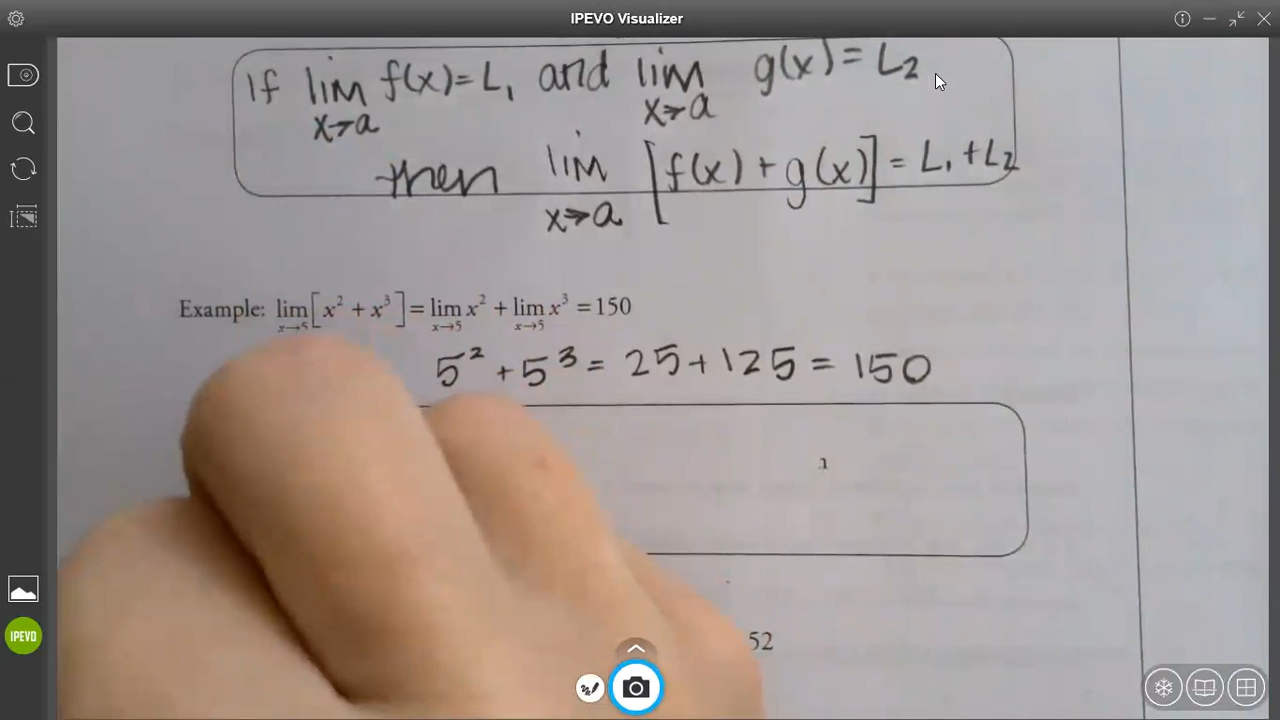 IPEVO Visualizer
If lim f(x) = L₁ and lim g(x) = L₂
x→a x→a
then lim [f(x) + g(x)] = L₁ + L₂
x→a
Example: lim[x² + x³] = lim x² + lim x³ = 150
x→5 x→5 x→5
5² + 5³ = 25 + 125 = 150
52
IPEVO